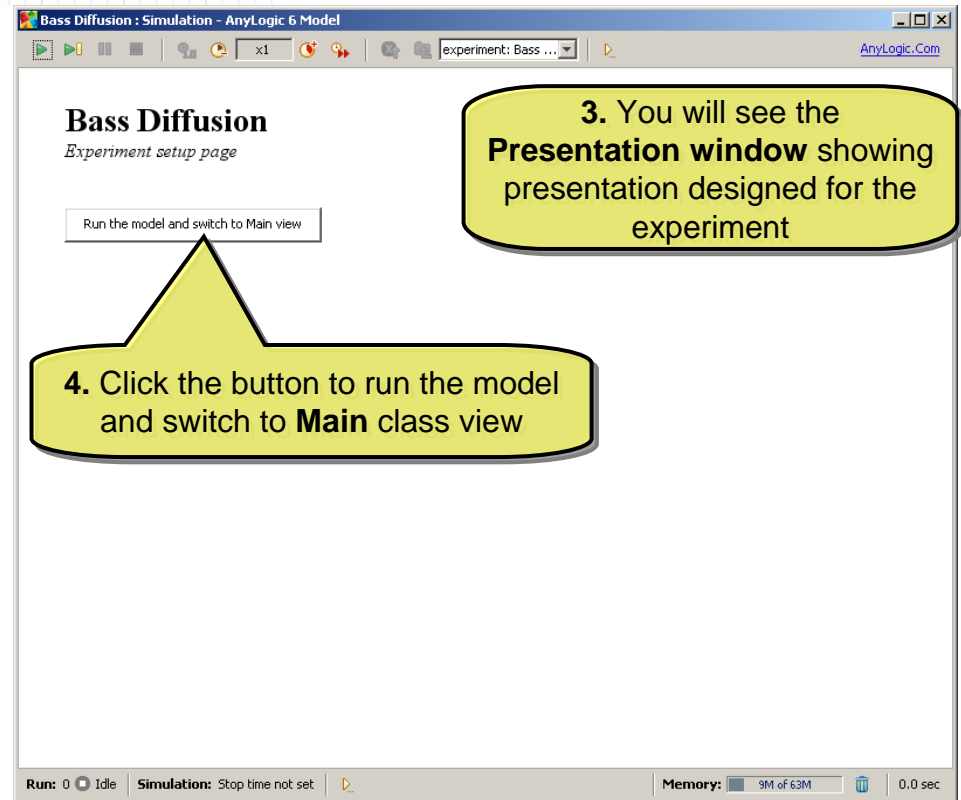 Bass Diffusion : Simulation - AnyLogic 6 Model
x1 experiment: Bass ... AnyLogic.Com
Bass Diffusion
Experiment setup page
3. You will see the
Presentation window showing
presentation designed for the
experiment
Run the model and switch to Main view
4. Click the button to run the model
and switch to Main class view
Run: 0 Idle Simulation: Stop time not set Memory: 9M of 63M 0.0 sec